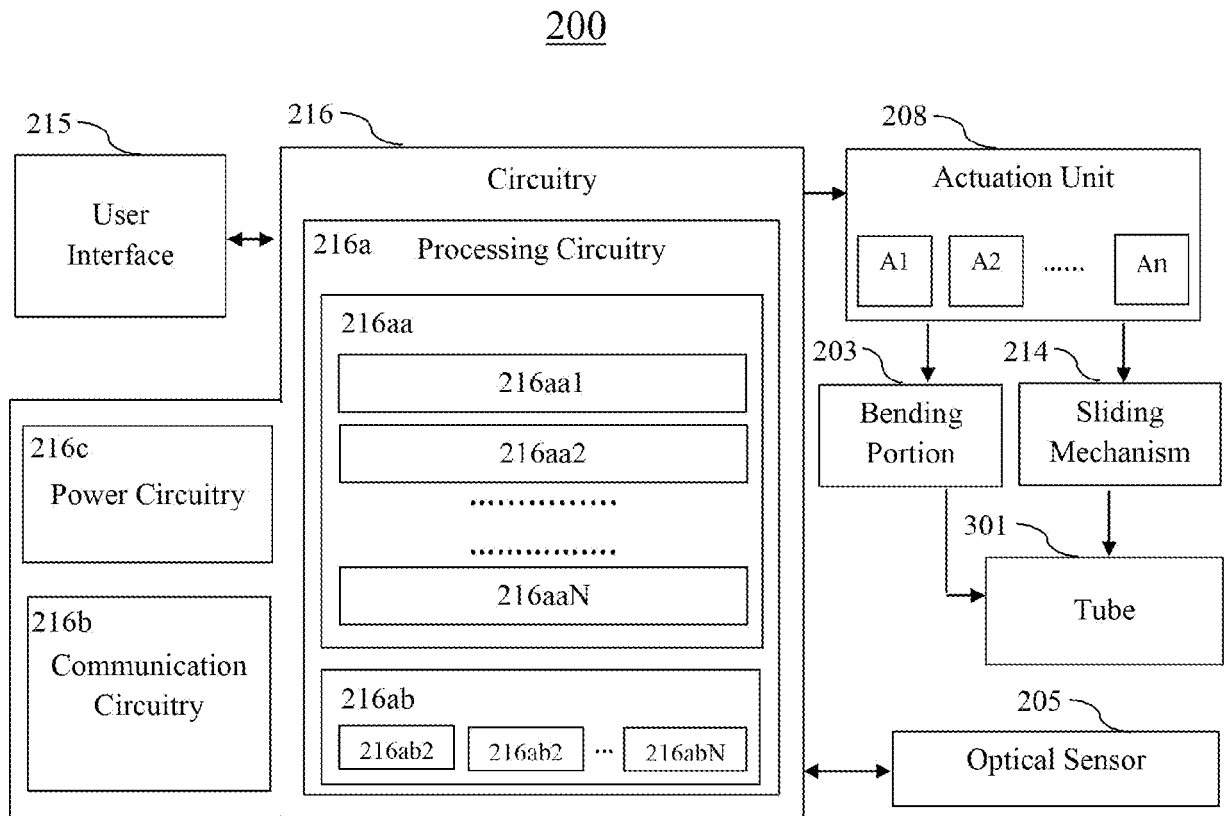 200
215
User
Interface
216
Circuitry
216a
Processing Circuitry
216aa
216aa1
216aa2
................
................
216aaN
216ab
216ab2
216ab2
...
216abN
216c
Power Circuitry
216b
Communication
Circuitry
208
Actuation Unit
A1
A2
......
An
203
Bending
Portion
214
Sliding
Mechanism
301
Tube
205
Optical Sensor